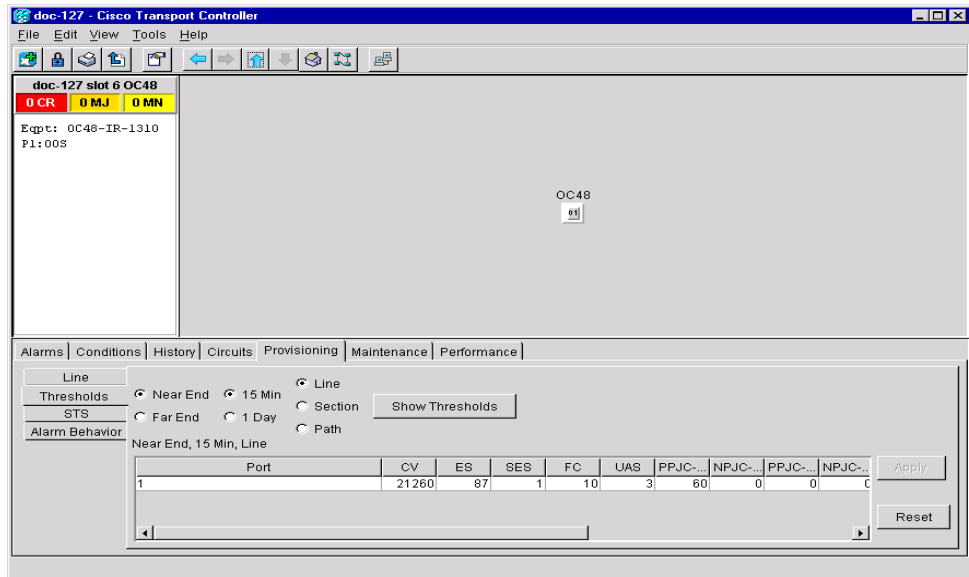 doc-127 - Cisco Transport Controller
File Edit View Tools Help
doc-127 slot 6 OC48
0 CR 0 MJ 0 MN
Eqpt: OC48-IR-1310
P1:OOS
OC48
01
Alarms Conditions History Circuits Provisioning Maintenance Performance
Line
Thresholds
STS
Alarm Behavior
Near End 15 Min Line
Far End 1 Day Section
Path
Show Thresholds
Near End, 15 Min, Line
Port CV ES SES FC UAS PPJC-... NPJC-... PPJC-... NPJC-...
1 21260 87 1 10 3 60 0 0 0
Apply
Reset